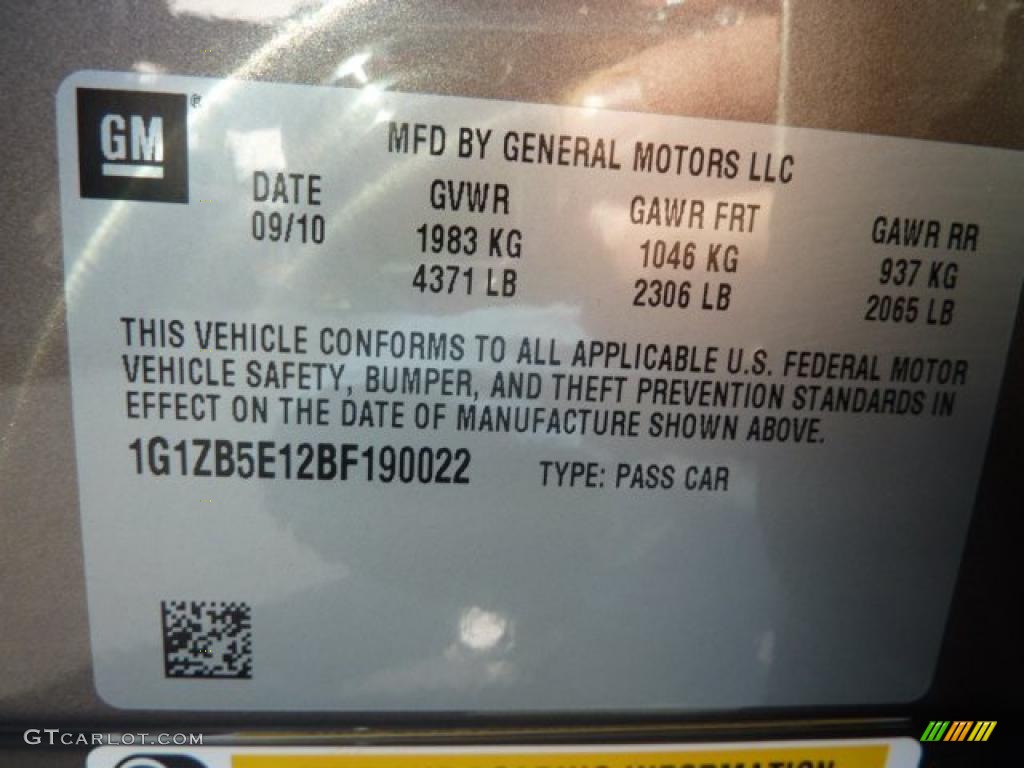 GM ®
MFD BY GENERAL MOTORS LLC
DATE GVWR GAWR FRT GAWR RR
09/10 1983 KG 1046 KG 937 KG
4371 LB 2306 LB 2065 LB
THIS VEHICLE CONFORMS TO ALL APPLICABLE U.S. FEDERAL MOTOR
VEHICLE SAFETY, BUMPER, AND THEFT PREVENTION STANDARDS IN
EFFECT ON THE DATE OF MANUFACTURE SHOWN ABOVE.
1G1ZB5E12BF190022 TYPE: PASS CAR
GTCARLOT.COM
INFORMATION